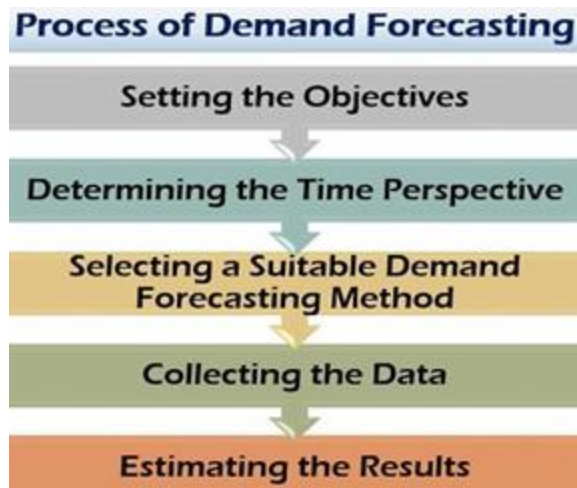 Process of Demand Forecasting
Setting the Objectives
Determining the Time Perspective
Selecting a Suitable Demand
Forecasting Method
Collecting the Data
Estimating the Results